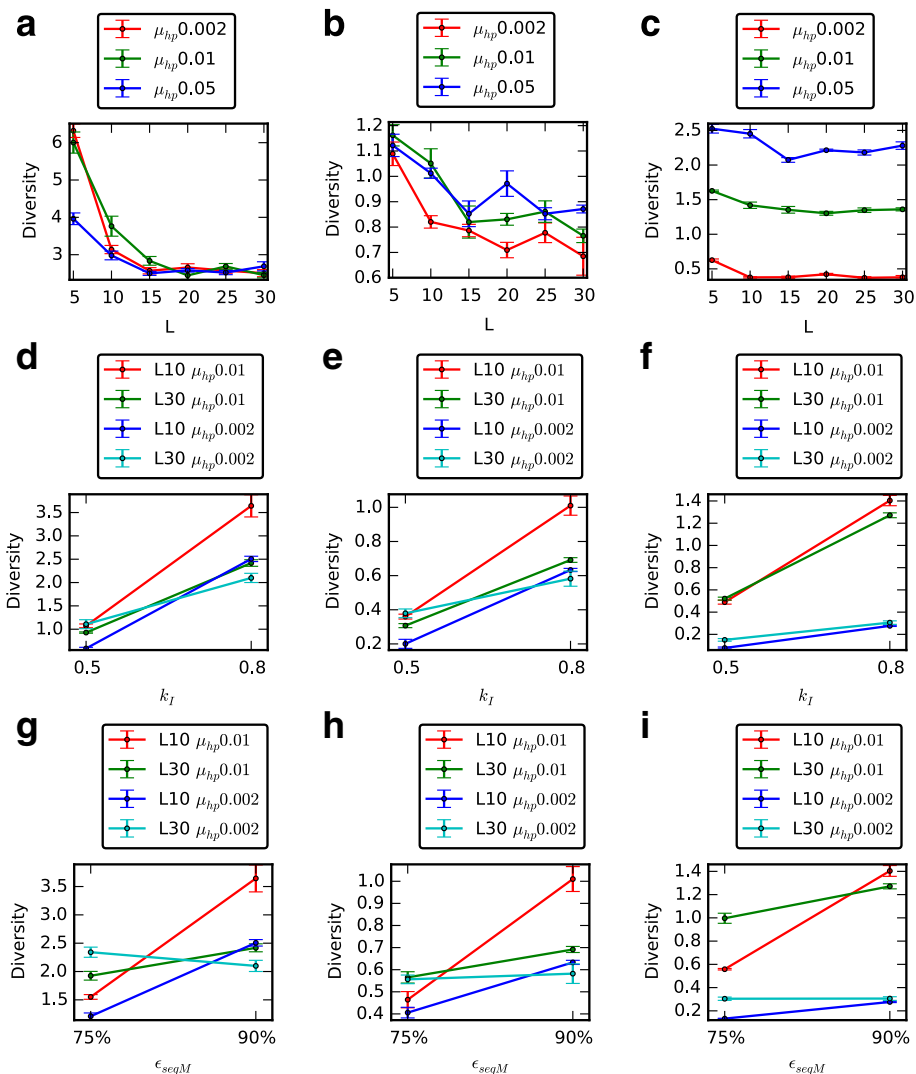 a
μhp0.002
μhp0.01
μhp0.05
Diversity
6
5
4
3
5 10 15 20 25 30
L
b
μhp0.002
μhp0.01
μhp0.05
Diversity
1.2
1.1
1.0
0.9
0.8
0.7
0.6
5 10 15 20 25 30
L
c
μhp0.002
μhp0.01
μhp0.05
Diversity
2.5
2.0
1.5
1.0
0.5
5 10 15 20 25 30
L
d
L10 μhp0.01
L30 μhp0.01
L10 μhp0.002
L30 μhp0.002
Diversity
3.5
3.0
2.5
2.0
1.5
1.0
0.5 0.8
kI
e
L10 μhp0.01
L30 μhp0.01
L10 μhp0.002
L30 μhp0.002
Diversity
1.0
0.8
0.6
0.4
0.2
0.5 0.8
kI
f
L10 μhp0.01
L30 μhp0.01
L10 μhp0.002
L30 μhp0.002
Diversity
1.4
1.2
1.0
0.8
0.6
0.4
0.2
0.5 0.8
kI
g
L10 μhp0.01
L30 μhp0.01
L10 μhp0.002
L30 μhp0.002
Diversity
3.5
3.0
2.5
2.0
1.5
75% 90%
ϵseqM
h
L10 μhp0.01
L30 μhp0.01
L10 μhp0.002
L30 μhp0.002
Diversity
1.0
0.9
0.8
0.7
0.6
0.5
0.4
75% 90%
ϵseqM
i
L10 μhp0.01
L30 μhp0.01
L10 μhp0.002
L30 μhp0.002
Diversity
1.4
1.2
1.0
0.8
0.6
0.4
0.2
75% 90%
ϵseqM